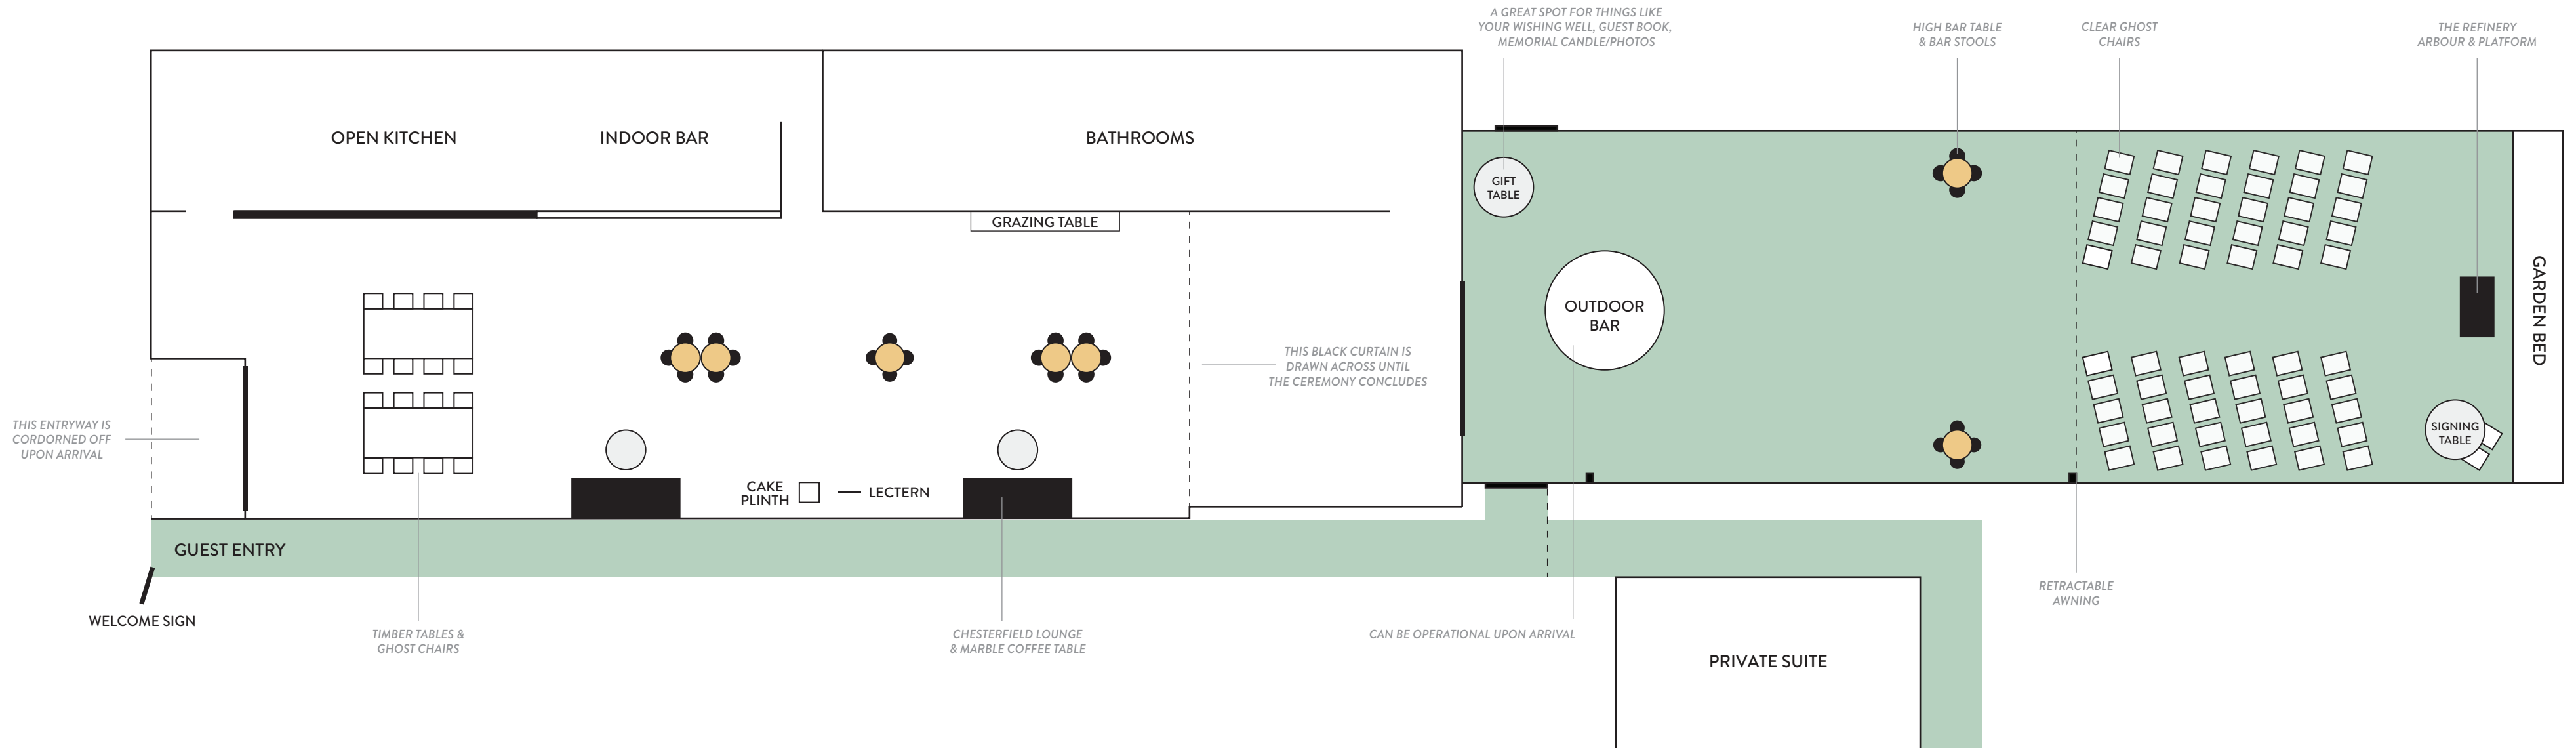 A GREAT SPOT FOR THINGS LIKE
YOUR WISHING WELL, GUEST BOOK,
MEMORIAL CANDLE/PHOTOS
HIGH BAR TABLE
& BAR STOOLS
CLEAR GHOST
CHAIRS
THE REFINERY
ARBOUR & PLATFORM
OPEN KITCHEN
INDOOR BAR
BATHROOMS
GIFT
TABLE
GRAZING TABLE
OUTDOOR
BAR
GARDEN BED
THIS BLACK CURTAIN IS
DRAWN ACROSS UNTIL
THE CEREMONY CONCLUDES
THIS ENTRYWAY IS
CORDORNED OFF
UPON ARRIVAL
SIGNING
TABLE
CAKE
PLINTH
LECTERN
GUEST ENTRY
WELCOME SIGN
TIMBER TABLES &
GHOST CHAIRS
CHESTERFIELD LOUNGE
& MARBLE COFFEE TABLE
CAN BE OPERATIONAL UPON ARRIVAL
RETRACTABLE
AWNING
PRIVATE SUITE